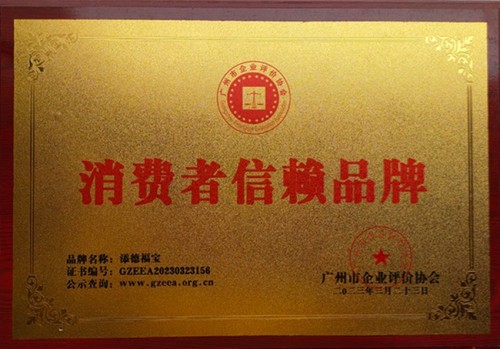 广州市企业评价协会
消费者信赖品牌
品牌名称：添德福宝
证书编号：GZEEA20230323156
公示查询：www.gzeea.org.cn
广州市企业评价协会
二〇二三年三月二十三日